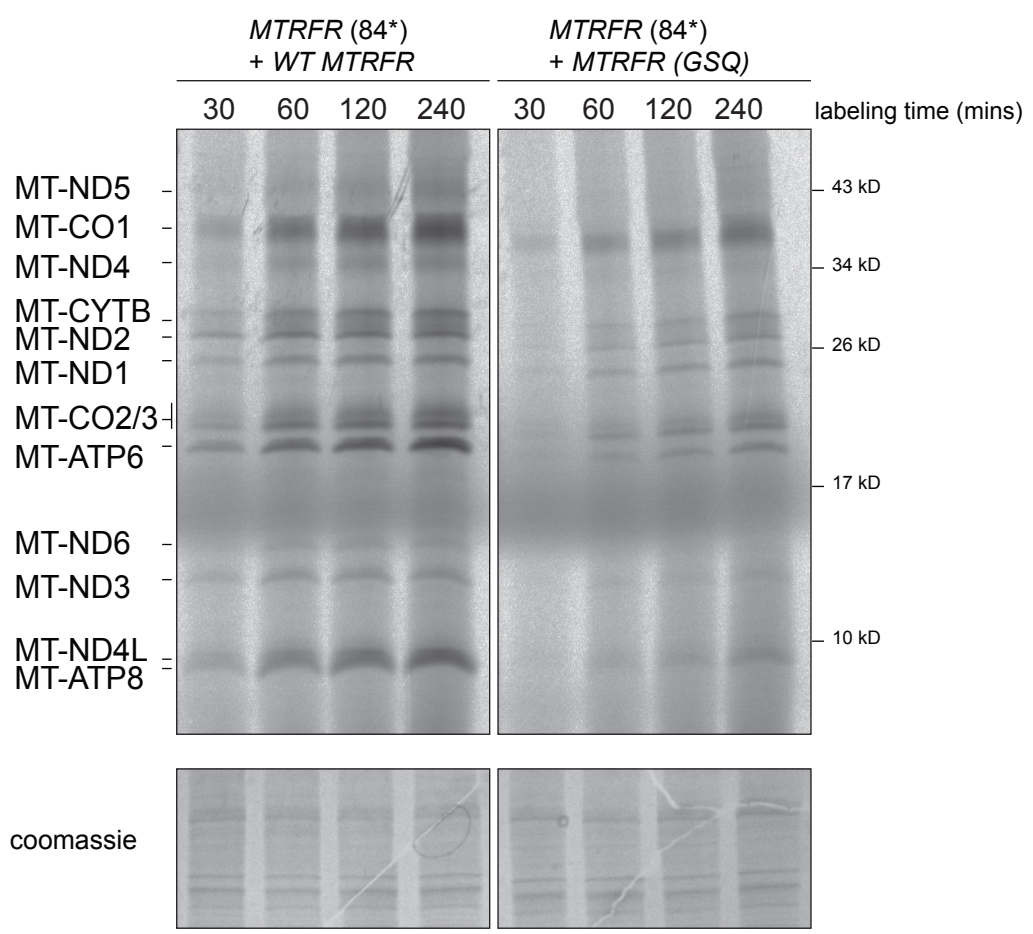 MTRFR (84*)
+ WT MTRFR
MTRFR (84*)
+ MTRFR (GSQ)
30 60 120 240
30 60 120 240
labeling time (mins)
MT-ND5
MT-CO1
MT-ND4
MT-CYTB
MT-ND2
MT-ND1
MT-CO2/3
MT-ATP6
MT-ND6
MT-ND3
MT-ND4L
MT-ATP8
43 kD
34 kD
26 kD
17 kD
10 kD
coomassie